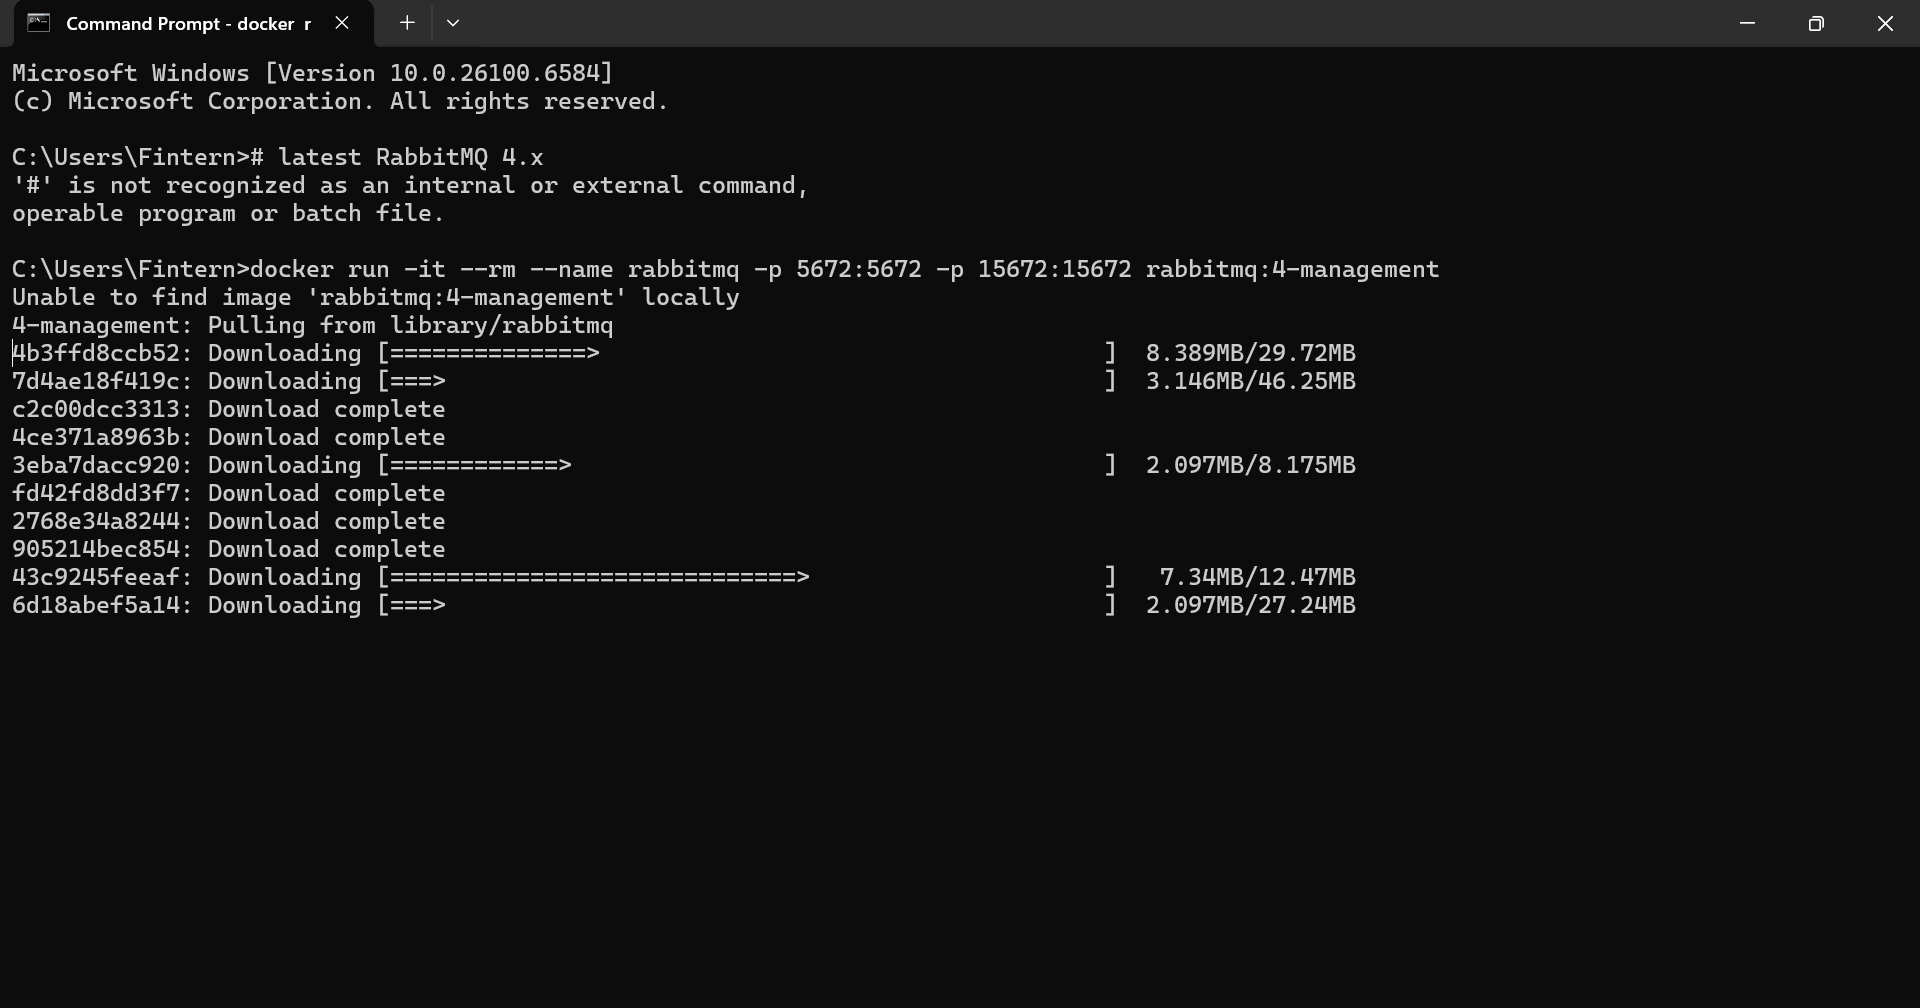 Command Prompt - docker  r
Microsoft Windows [Version 10.0.26100.6584]
(c) Microsoft Corporation. All rights reserved.
C:\Users\Fintern># latest RabbitMQ 4.x
'#' is not recognized as an internal or external command,
operable program or batch file.
C:\Users\Fintern>docker run -it --rm --name rabbitmq -p 5672:5672 -p 15672:15672 rabbitmq:4-management
Unable to find image 'rabbitmq:4-management' locally
4-management: Pulling from library/rabbitmq
4b3ffd8ccb52: Downloading [==============>                                    ]  8.389MB/29.72MB
7d4ae18f419c: Downloading [===>                                               ]  3.146MB/46.25MB
c2c00dcc3313: Download complete
4ce371a8963b: Download complete
3eba7dacc920: Downloading [============>                                      ]  2.097MB/8.175MB
fd42fd8dd3f7: Download complete
2768e34a8244: Download complete
905214bec854: Download complete
43c9245feeaf: Downloading [=============================>                     ]   7.34MB/12.47MB
6d18abef5a14: Downloading [===>                                               ]  2.097MB/27.24MB